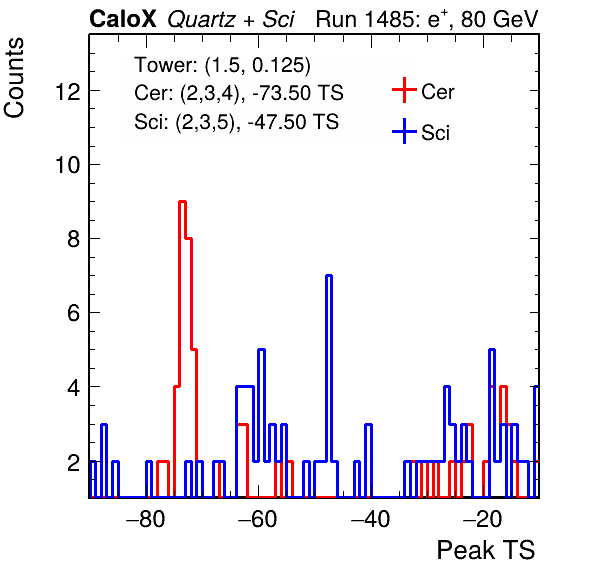 CaloX Quartz + Sci Run 1485: e+, 80 GeV
Counts
Tower: (1.5, 0.125)
Cer: (2,3,4), -73.50 TS
Sci: (2,3,5), -47.50 TS
Cer
Sci
12
10
8
6
4
2
−80 −60 −40 −20
Peak TS